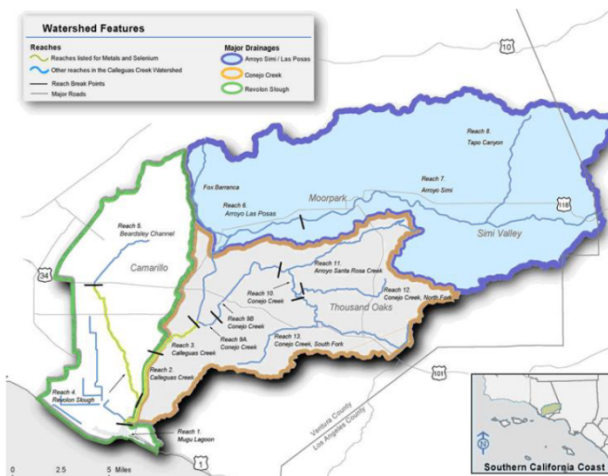 Watershed Features
Reaches
Reaches listed for Metals and Selenium
Other reaches in the Calleguas Creek Watershed
Reach Break Points
Major Roads
Major Drainages
Arroyo Simi / Las Posas
Conejo Creek
Revolon Slough
101
Reach 8.
Tapo Canyon
Fox Barranca
Reach 7.
Arroyo Simi
Reach 6.
Arroyo Las Posas
Moorpark
118
Simi Valley
Reach 5.
Beardsley Channel
Camarillo
34
Reach 11.
Arroyo Santa Rosa Creek
Reach 10.
Conejo Creek
Reach 12.
Conejo Creek, North Fork
Thousand Oaks
Reach 9B
Conejo Creek
Reach 9A.
Conejo Creek
Reach 13.
Conejo Creek, South Fork
Reach 3.
Calleguas Creek
Reach 2.
Calleguas Creek
Reach 4.
Revolon Slough
Reach 1.
Mugu Lagoon
101
Ventura County
Los Angeles County
1
0 2.5 5 Miles
N
Southern California Coast